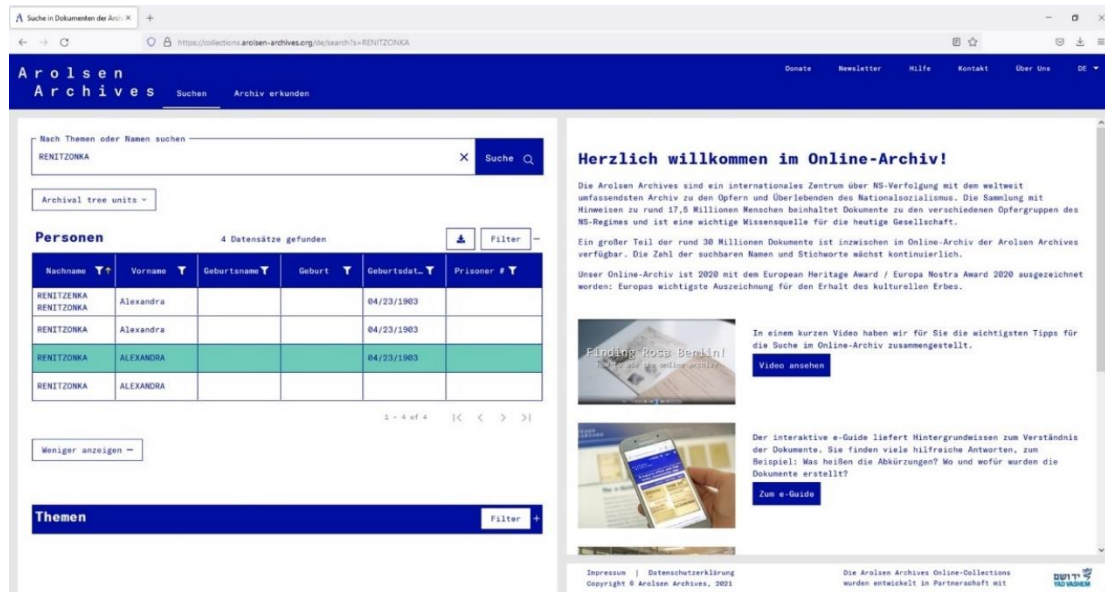 Suche in Dokumenten der Arch
https://collections.arolsen-archives.org/de/search?s=RENITZONKA
Arolsen
Archives
Suchen
Archiv erkunden
Donate
Newsletter
Hilfe
Kontakt
Über Uns
DE
Nach Themen oder Namen suchen
RENITZONKA
Suche
Archival tree units
Personen
4 Datensätze gefunden
Filter
Nachname Vorname Geburtsname Geburt Geburtsdat… Prisoner #
RENITZENKA
RENITZONKA Alexandra 04/23/1903
RENITZONKA Alexandra 04/23/1903
RENITZONKA ALEXANDRA 04/23/1903
RENITZONKA ALEXANDRA
1 – 4 of 4
Weniger anzeigen
Themen
Filter
Herzlich willkommen im Online-Archiv!
Die Arolsen Archives sind ein internationales Zentrum über NS-Verfolgung mit dem weltweit
umfassendsten Archiv zu den Opfern und Überlebenden des Nationalsozialismus. Die Sammlung mit
Hinweisen zu rund 17,5 Millionen Menschen beinhaltet Dokumente zu den verschiedenen Opfergruppen des
NS-Regimes und ist eine wichtige Wissensquelle für die heutige Gesellschaft.
Ein großer Teil der rund 30 Millionen Dokumente ist inzwischen im Online-Archiv der Arolsen Archives
verfügbar. Die Zahl der suchbaren Namen und Stichworte wächst kontinuierlich.
Unser Online-Archiv ist 2020 mit dem European Heritage Award / Europa Nostra Award 2020 ausgezeichnet
worden: Europas wichtigste Auszeichnung für den Erhalt des kulturellen Erbes.
Finding Rosa Berlin!
In einem kurzen Video haben wir für Sie die wichtigsten Tipps für
die Suche im Online-Archiv zusammengestellt.
Video ansehen
Der interaktive e-Guide liefert Hintergrundwissen zum Verständnis
der Dokumente. Sie finden viele hilfreiche Antworten, zum
Beispiel: Was heißen die Abkürzungen? Wo und wofür wurden die
Dokumente erstellt?
Zum e-Guide
Impressum | Datenschutzerklärung
Copyright © Arolsen Archives, 2021
Die Arolsen Archives Online-Collections
wurden entwickelt in Partnerschaft mit
יד ושם
YAD VASHEM